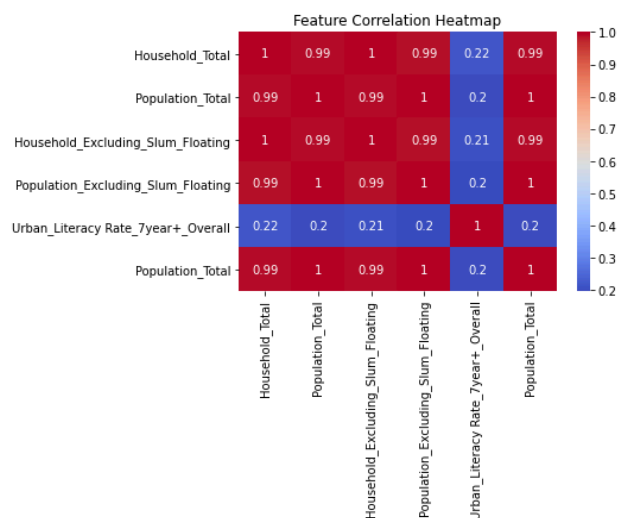 Feature Correlation Heatmap
Household_Total 1 0.99 1 0.99 0.22 0.99
Population_Total 0.99 1 0.99 1 0.2 1
Household_Excluding_Slum_Floating 1 0.99 1 0.99 0.21 0.99
Population_Excluding_Slum_Floating 0.99 1 0.99 1 0.2 1
Urban_Literacy Rate_7year+_Overall 0.22 0.2 0.21 0.2 1 0.2
Population_Total 0.99 1 0.99 1 0.2 1
Household_Total
Population_Total
Household_Excluding_Slum_Floating
Population_Excluding_Slum_Floating
Urban_Literacy Rate_7year+_Overall
Population_Total
1.0
0.9
0.8
0.7
0.6
0.5
0.4
0.3
0.2